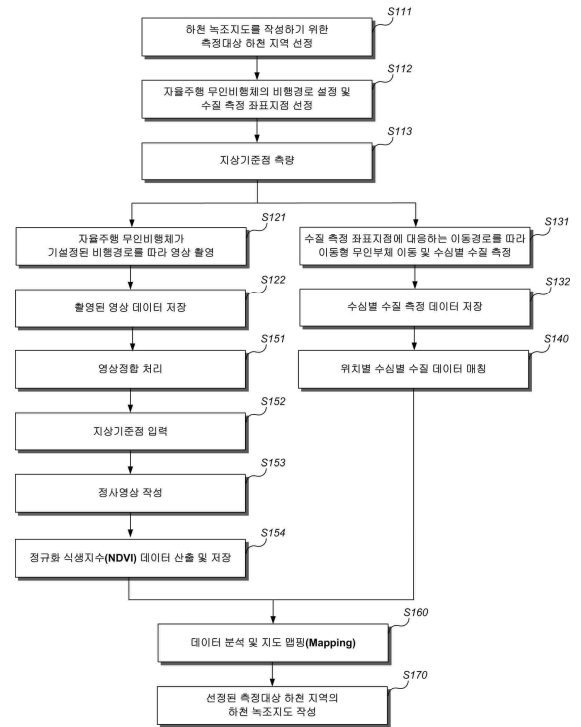 S111
하천 녹조지도를 작성하기 위한
측정대상 하천 지역 선정
S112
자율주행 무인비행체의 비행경로 설정 및
수질 측정 좌표지점 선정
S113
지상기준점 측량
S121
자율주행 무인비행체가
기설정된 비행경로를 따라 영상 촬영
S131
수질 측정 좌표지점에 대응하는 이동경로를 따라
이동형 무인부체 이동 및 수심별 수질 측정
S122
촬영된 영상 데이터 저장
S132
수심별 수질 측정 데이터 저장
S151
영상정합 처리
S140
위치별 수심별 수질 데이터 매칭
S152
지상기준점 입력
S153
정사영상 작성
S154
정규화 식생지수(NDVI) 데이터 산출 및 저장
S160
데이터 분석 및 지도 맵핑(Mapping)
S170
선정된 측정대상 하천 지역의
하천 녹조지도 작성